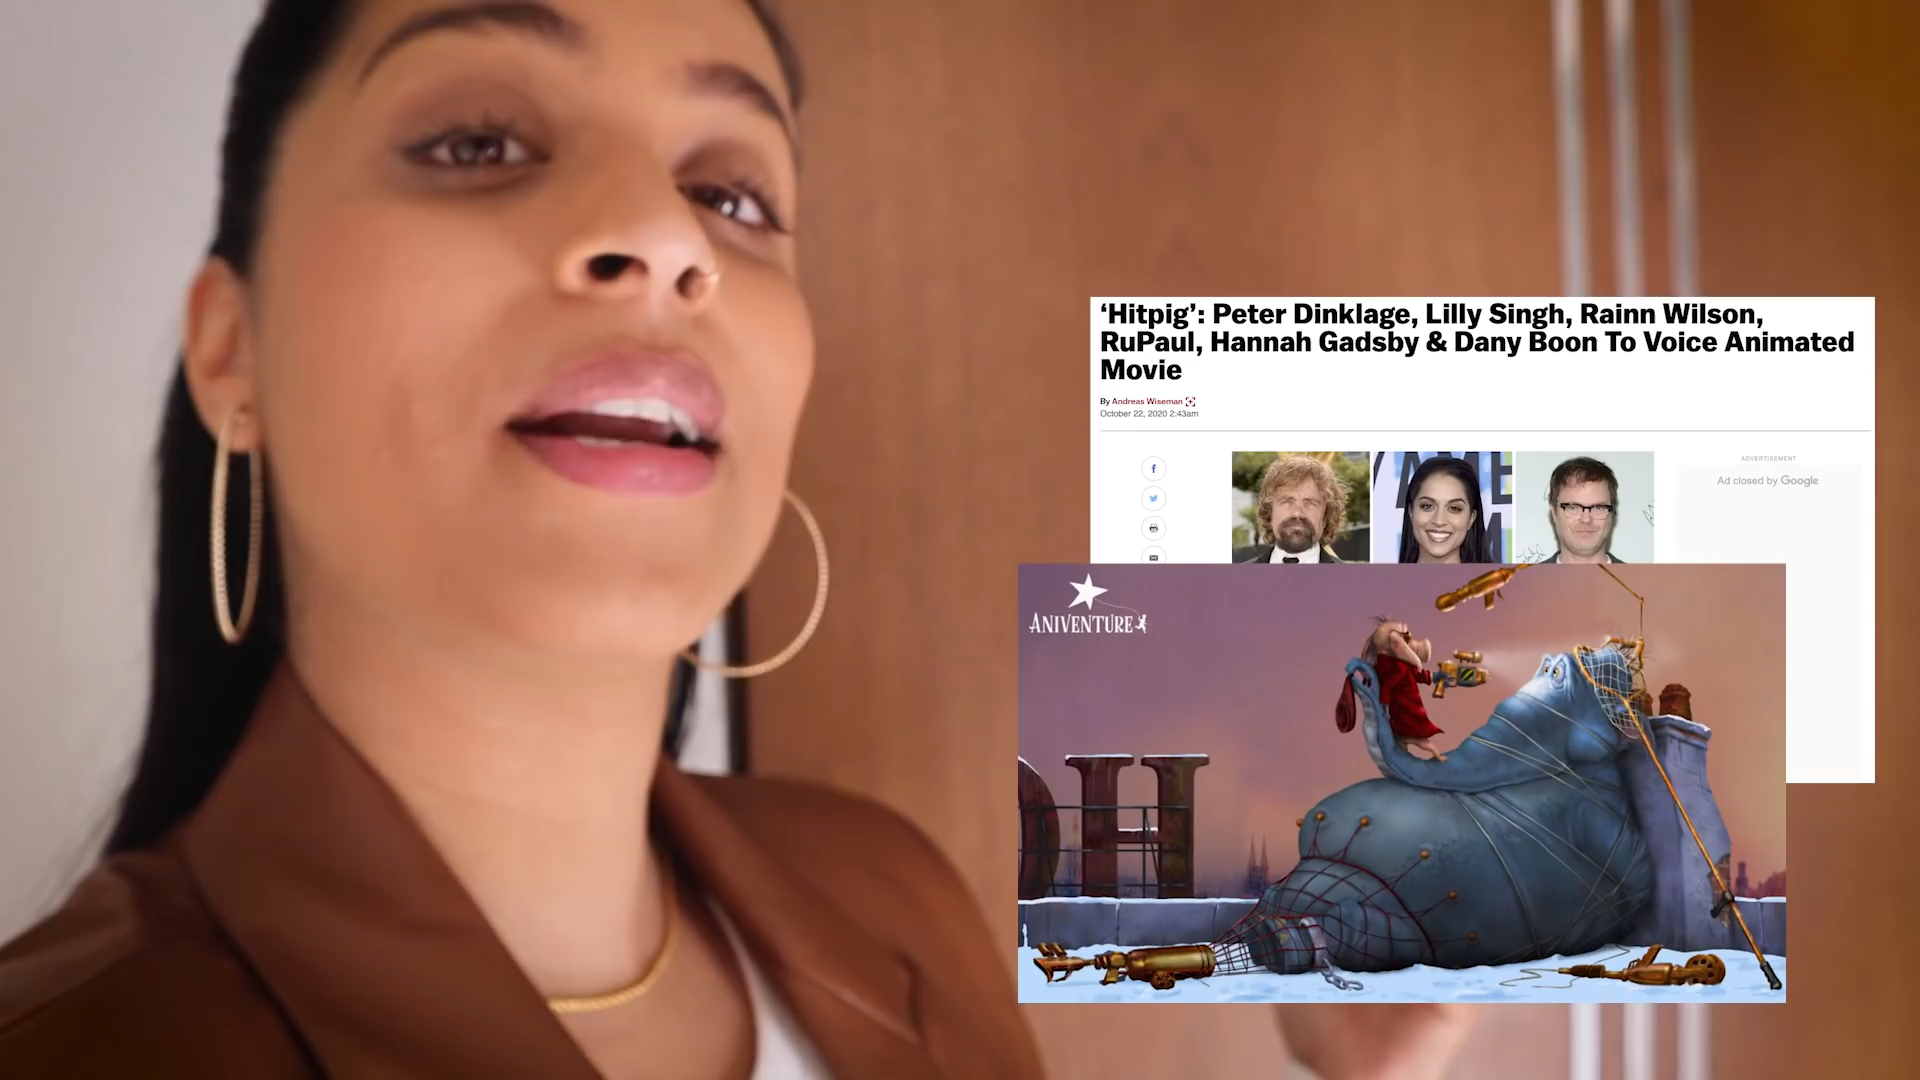 ‘Hitpig’: Peter Dinklage, Lilly Singh, Rainn Wilson,
RuPaul, Hannah Gadsby & Dany Boon To Voice Animated
Movie
By Andreas Wiseman
October 22, 2020 2:43am
ADVERTISEMENT
Ad closed by Google
ANIVENTURE
H